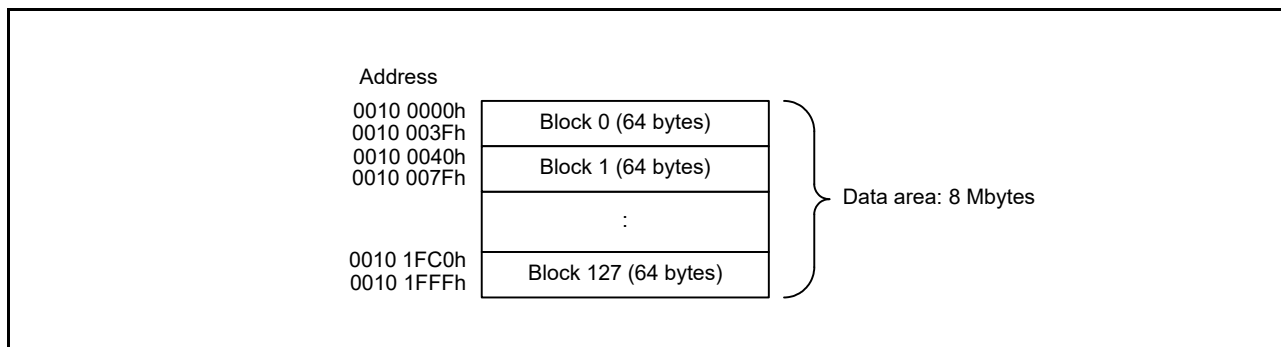 Address
0010 0000h
0010 003Fh
Block 0 (64 bytes)
0010 0040h
0010 007Fh
Block 1 (64 bytes)
:
0010 1FC0h
0010 1FFFh
Block 127 (64 bytes)
Data area: 8 Mbytes